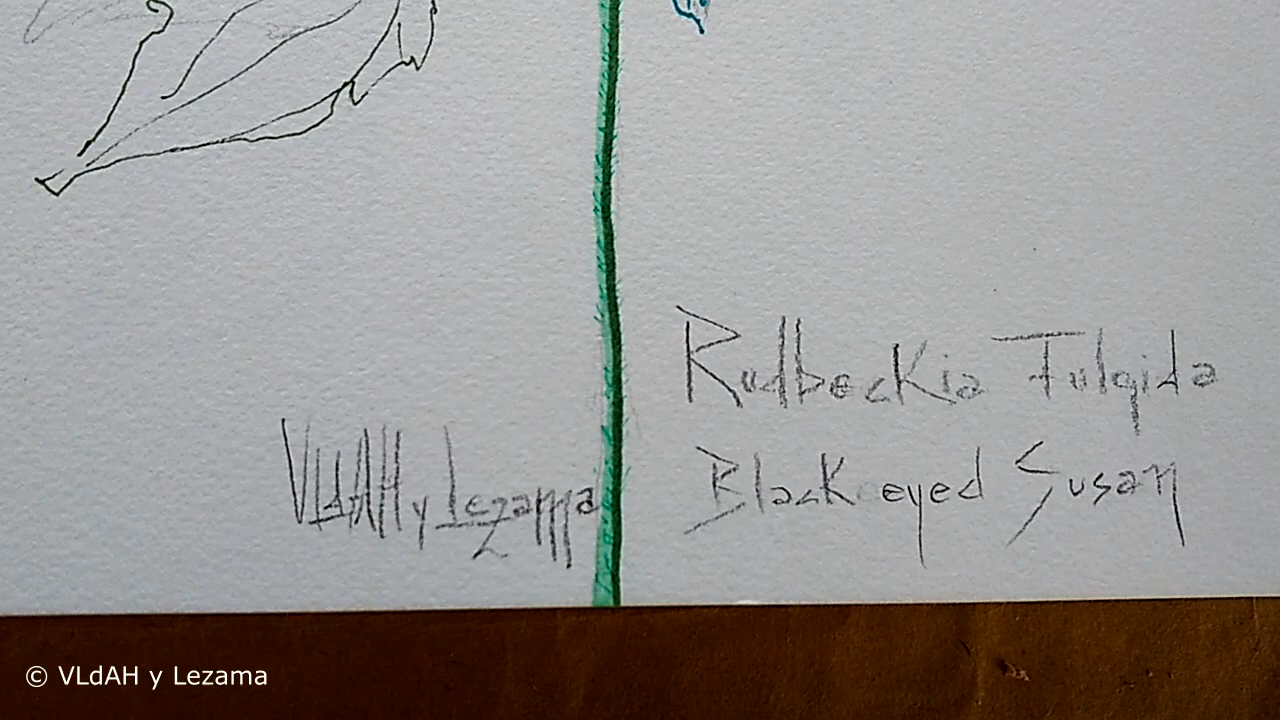 Rudbeckia Fulgida
Black eyed Susan
VLdAH y Lezama
© VLdAH y Lezama